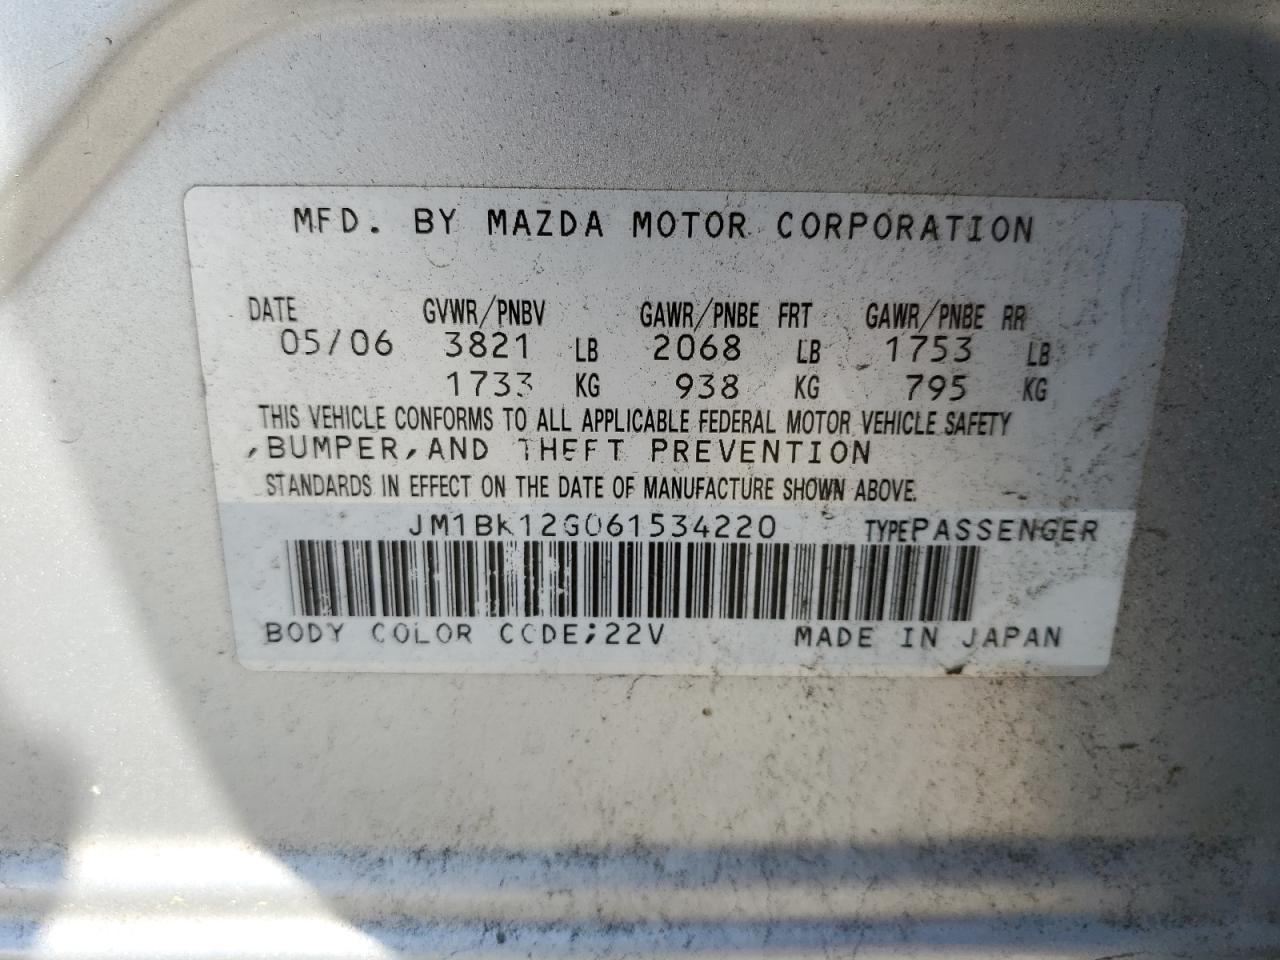 MFD. BY MAZDA MOTOR CORPORATION
DATE GVWR/PNBV GAWR/PNBE FRT GAWR/PNBE RR
05/06 3821 LB 2068 LB 1753 LB
1733 KG 938 KG 795 KG
THIS VEHICLE CONFORMS TO ALL APPLICABLE FEDERAL MOTOR VEHICLE SAFETY
,BUMPER,AND THEFT PREVENTION
STANDARDS IN EFFECT ON THE DATE OF MANUFACTURE SHOWN ABOVE.
JM1BK12G061534220 TYPE PASSENGER
BODY COLOR CODE;22V MADE IN JAPAN